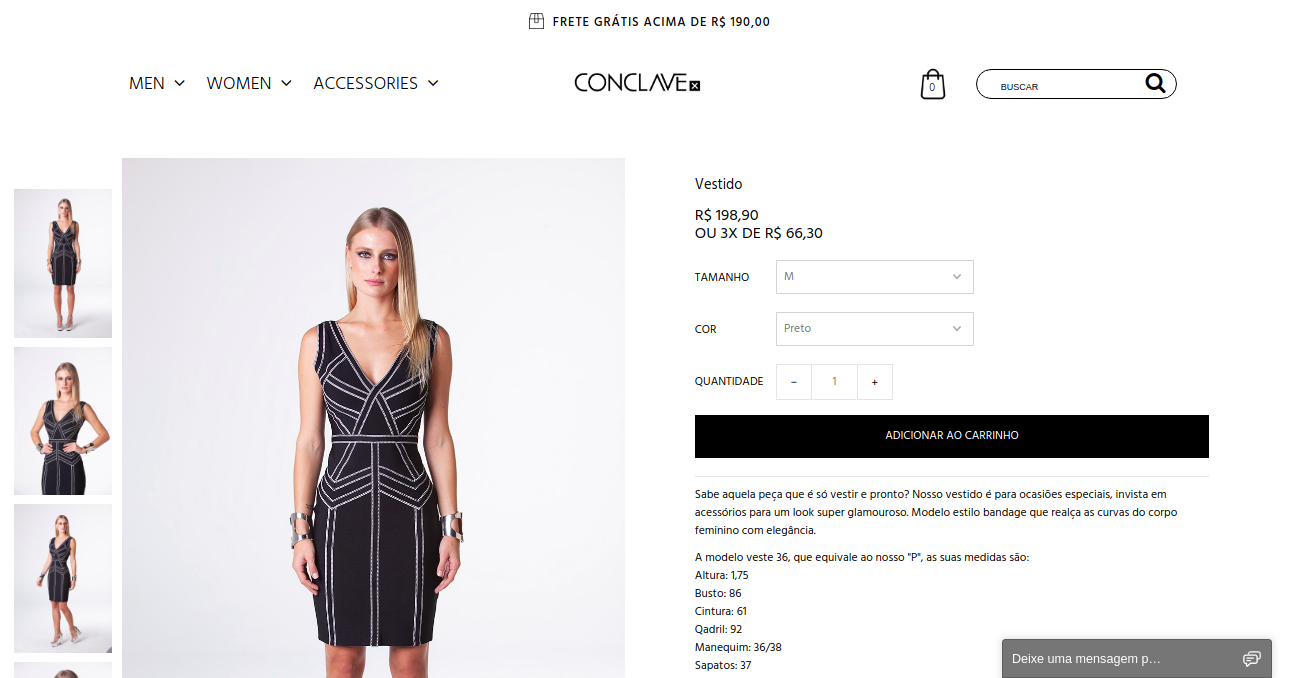 FRETE GRÁTIS ACIMA DE R$ 190,00
MEN
WOMEN
ACCESSORIES
CONCLAVE
0
BUSCAR
Vestido
R$ 198,90
OU 3X DE R$ 66,30
TAMANHO M
COR Preto
QUANTIDADE - 1 +
ADICIONAR AO CARRINHO
Sabe aquela peça que é só vestir e pronto? Nosso vestido é para ocasiões especiais, invista em
acessórios para um look super glamouroso. Modelo estilo bandage que realça as curvas do corpo
feminino com elegância.
A modelo veste 36, que equivale ao nosso "P", as suas medidas são:
Altura: 1,75
Busto: 86
Cintura: 61
Qadril: 92
Manequim: 36/38
Sapatos: 37
Deixe uma mensagem p...